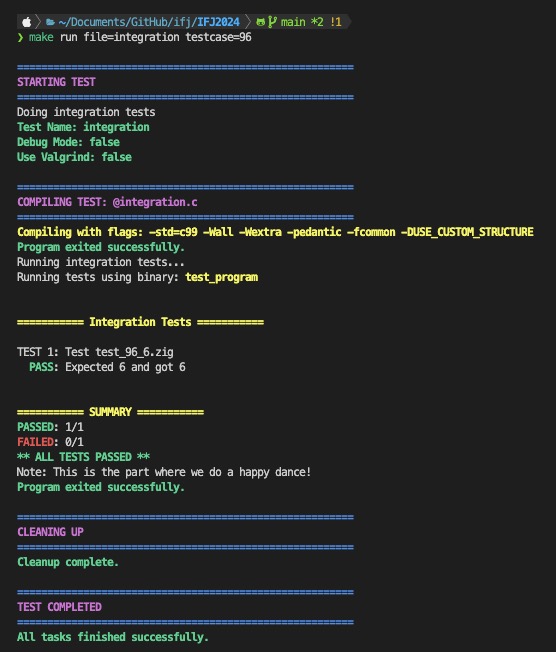 ~/Documents/GitHub/ifj/IFJ2024 main *2 !1
❯ make run file=integration testcase=96
====================================================
STARTING TEST
====================================================
Doing integration tests
Test Name: integration
Debug Mode: false
Use Valgrind: false
====================================================
COMPILING TEST: @integration.c
====================================================
Compiling with flags: -std=c99 -Wall -Wextra -pedantic -fcommon -DUSE_CUSTOM_STRUCTURE
Program exited successfully.
Running integration tests...
Running tests using binary: test_program
=========== Integration Tests ===========
TEST 1: Test test_96_6.zig
PASS: Expected 6 and got 6
=========== SUMMARY ===========
PASSED: 1/1
FAILED: 0/1
** ALL TESTS PASSED **
Note: This is the part where we do a happy dance!
Program exited successfully.
====================================================
CLEANING UP
====================================================
Cleanup complete.
====================================================
TEST COMPLETED
====================================================
All tasks finished successfully.